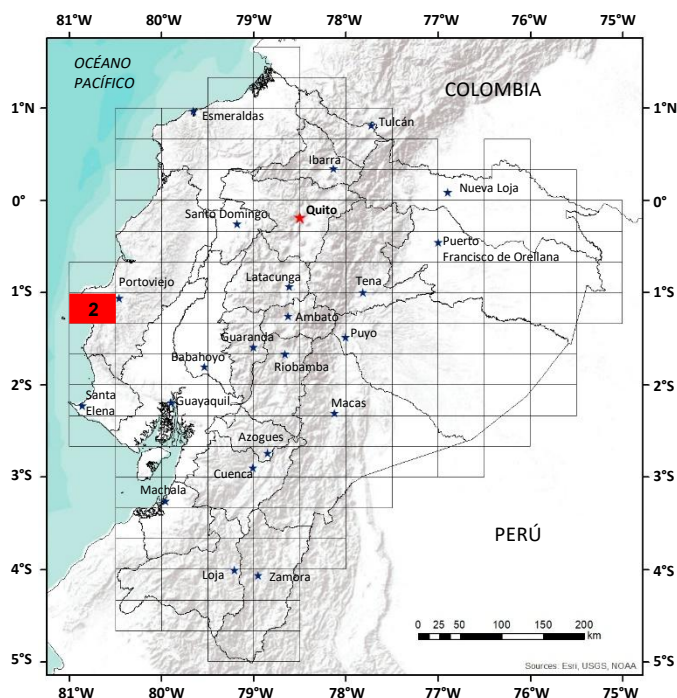 81°W 80°W 79°W 78°W 77°W 76°W 75°W
OCÉANO
PACÍFICO
COLOMBIA
1°N
Esmeraldas
Tulcán
Ibarra
Nueva Loja
0°
0°
Santo Domingo
Quito
Puerto
Francisco de Orellana
Latacunga
Tena
Portoviejo
1°S
1°S
2
Ambato
Guaranda
Puyo
Babahoyo
Riobamba
2°S
2°S
Santa
Elena
Guayaquil
Macas
Azogues
3°S
3°S
Cuenca
Machala
PERÚ
4°S
4°S
Loja
Zamora
0 25 50 100 150 200
km
5°S
5°S
Sources: Esri, USGS, NOAA
81°W 80°W 79°W 78°W 77°W 76°W 75°W
1°N